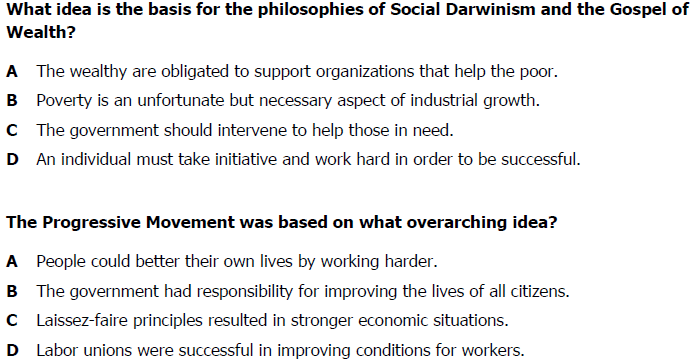 What idea is the basis for the philosophies of Social Darwinism and the Gospel of
Wealth?
A The wealthy are obligated to support organizations that help the poor.
B Poverty is an unfortunate but necessary aspect of industrial growth.
C The government should intervene to help those in need.
D An individual must take initiative and work hard in order to be successful.
The Progressive Movement was based on what overarching idea?
A People could better their own lives by working harder.
B The government had responsibility for improving the lives of all citizens.
C Laissez-faire principles resulted in stronger economic situations.
D Labor unions were successful in improving conditions for workers.